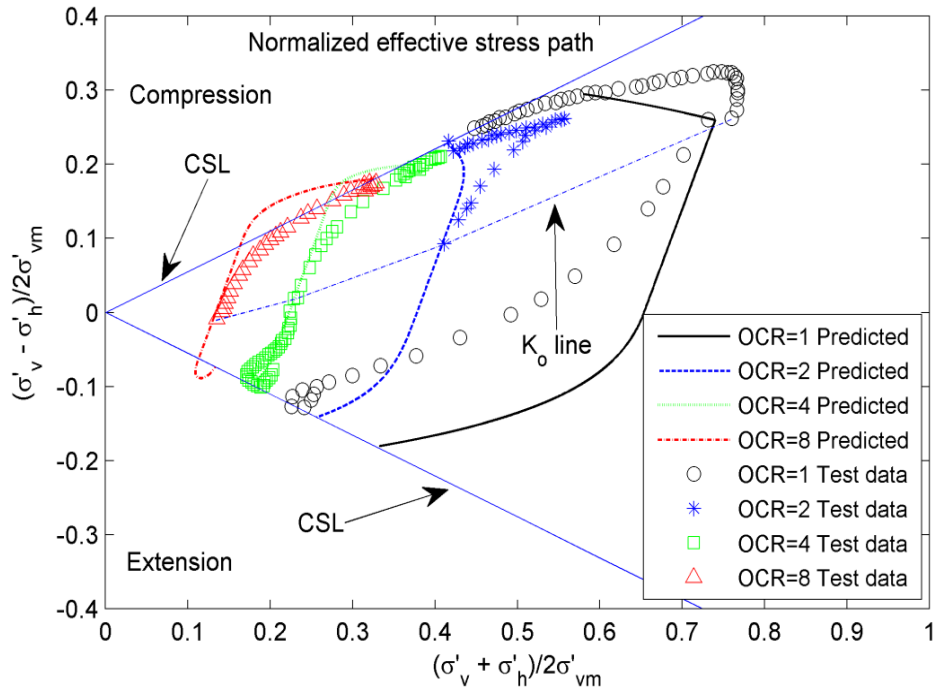 0.4
0.3
0.2
0.1
0
-0.1
-0.2
-0.3
-0.4
(σ'v - σ'h)/2σ'vm
Normalized effective stress path
Compression
CSL
Ko line
CSL
Extension
OCR=1 Predicted
OCR=2 Predicted
OCR=4 Predicted
OCR=8 Predicted
OCR=1 Test data
OCR=2 Test data
OCR=4 Test data
OCR=8 Test data
0 0.1 0.2 0.3 0.4 0.5 0.6 0.7 0.8 0.9 1
(σ'v + σ'h)/2σ'vm